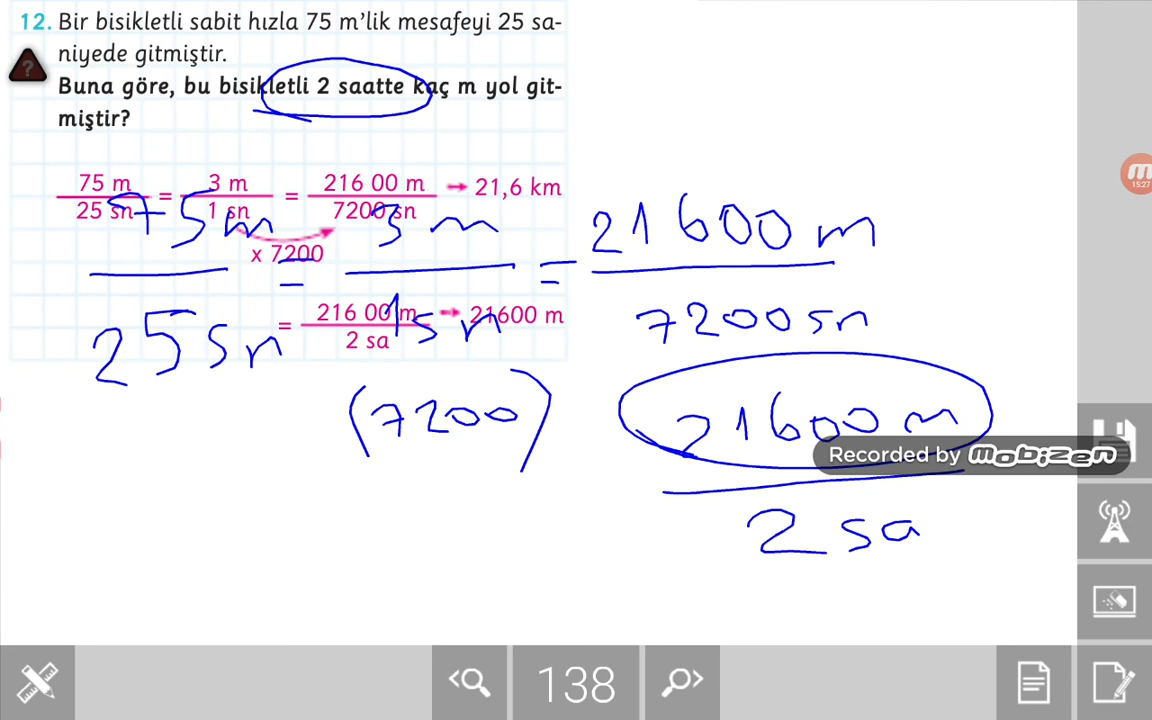 12. Bir bisikletli sabit hızla 75 m'lik mesafeyi 25 sa-
niyede gitmiştir.
?
Buna göre, bu bisikletli 2 saatte kaç m yol git-
miştir?
75 m / 25 sn = 3 m / 1 sn = 216 00 m / 7200 sn → 21,6 km
x 7200
= 216 00 m / 2 sa → 21600 m
75 m / 25 sn = 3 m / 1 sn = 21600 m / 7200 sn
(7200)
21600 m / 2 sa
15:27
Recorded by mobizen
138